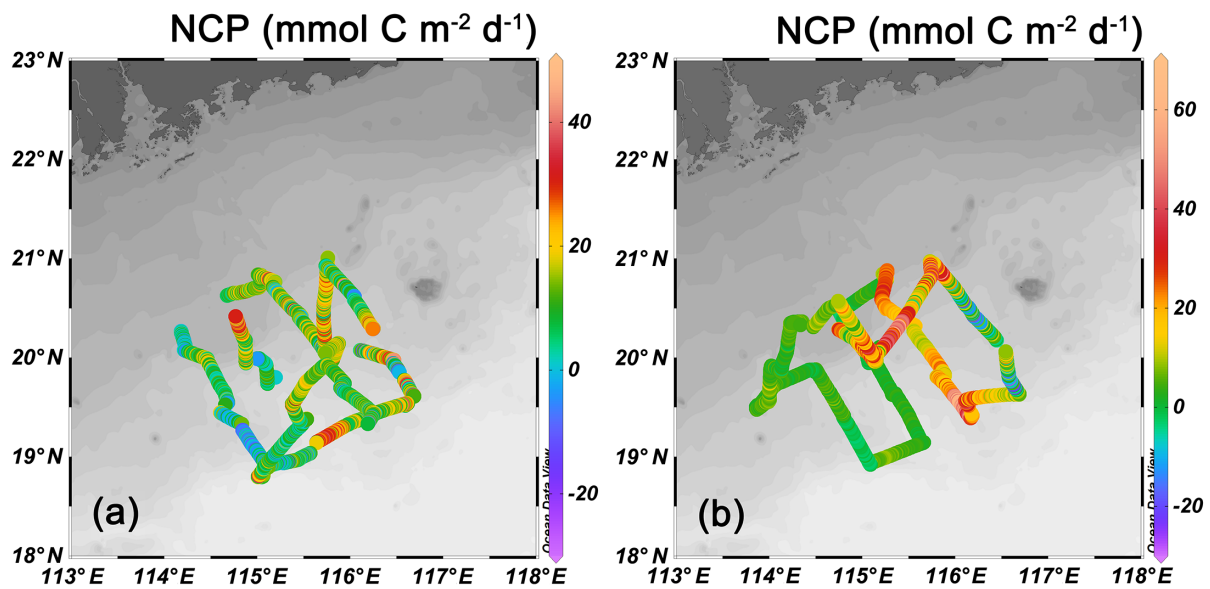 NCP (mmol C m-2 d-1)
23° N
22° N
21° N
20° N
19° N
18° N
113° E
114° E
115° E
116° E
117° E
118° E
(a)
40
20
0
-20
Ocean Data View
NCP (mmol C m-2 d-1)
23° N
22° N
21° N
20° N
19° N
18° N
113° E
114° E
115° E
116° E
117° E
118° E
(b)
60
40
20
0
-20
Ocean Data View